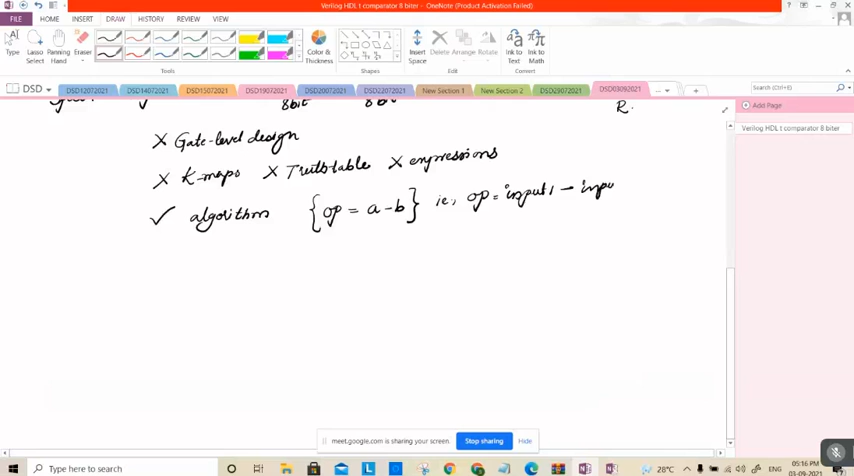 Verilog HDL t comparator 8 biter - OneNote (Product Activation Failed)
FILE HOME INSERT DRAW HISTORY REVIEW VIEW
Type Lasso Select Panning Hand Eraser Color & Thickness Insert Space Delete Arrange Rotate Ink to Text Ink to Math
Tools Shapes Edit Convert
DSD DSD12072021 DSD14072021 DSD15072021 DSD19072021 DSD20072021 DSD22072021 New Section 1 New Section 2 DSD29072021 DSD03092021 Search (Ctrl+E)
Add Page
Verilog HDL t comparator 8 biter
8bit 8bit R.
X Gate-level design
X K-maps X Truthtable X expressions
✓ algorithm {op = a-b} ie., op = input1 - inpu
meet.google.com is sharing your screen. Stop sharing Hide
Type here to search 28°C ENG 05:16 PM
03-09-2021